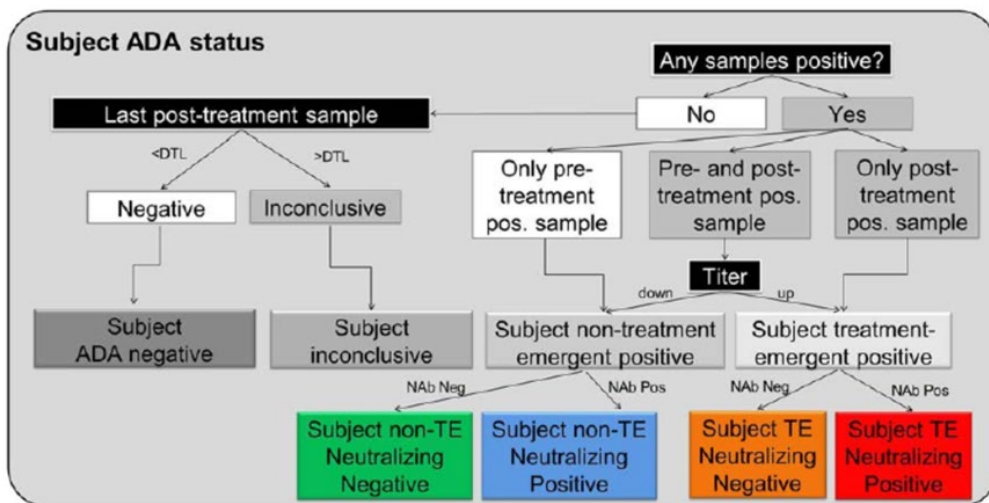 Subject ADA status
Any samples positive?
Last post-treatment sample
No
Yes
<DTL
>DTL
Only pre-
treatment
pos. sample
Pre- and post-
treatment pos.
sample
Only post-
treatment
pos. sample
Negative
Inconclusive
Titer
down
up
Subject
ADA negative
Subject
inconclusive
Subject non-treatment
emergent positive
Subject treatment-
emergent positive
NAb Neg
NAb Pos
NAb Neg
NAb Pos
Subject non-TE
Neutralizing
Negative
Subject non-TE
Neutralizing
Positive
Subject TE
Neutralizing
Negative
Subject TE
Neutralizing
Positive